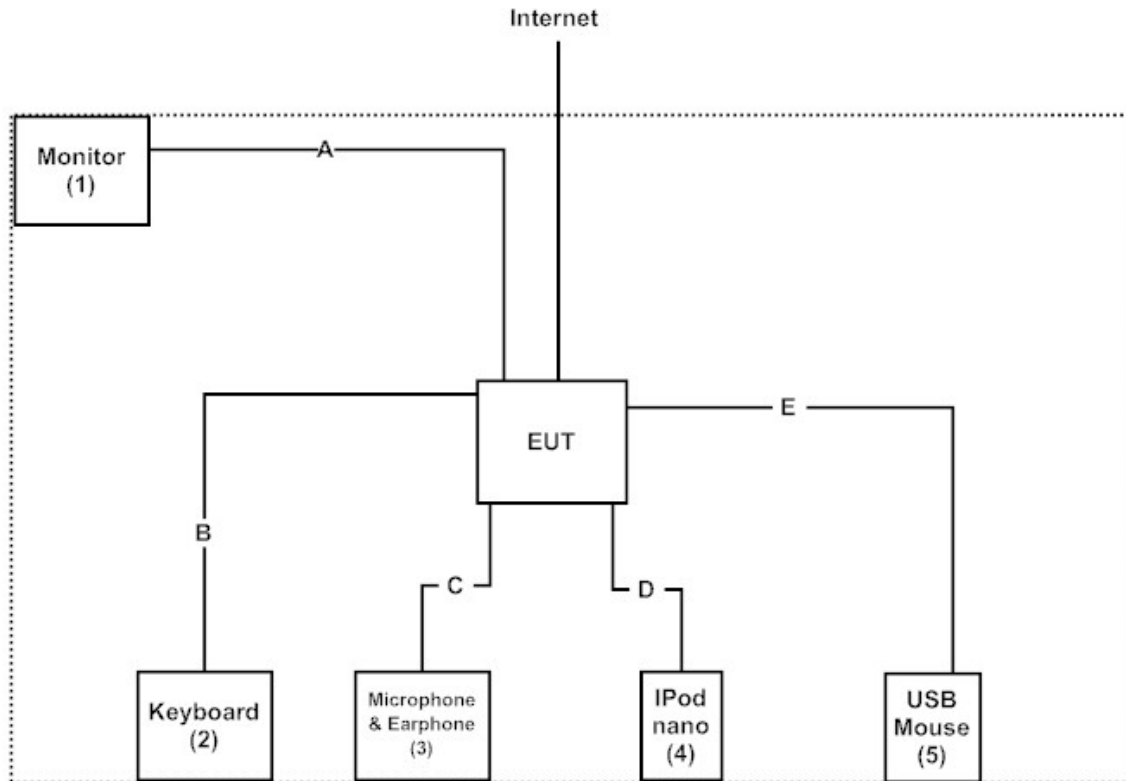 Internet
Monitor
(1)
A
E
EUT
B
C
D
Keyboard
(2)
Microphone
& Earphone
(3)
IPod
nano
(4)
USB
Mouse
(5)